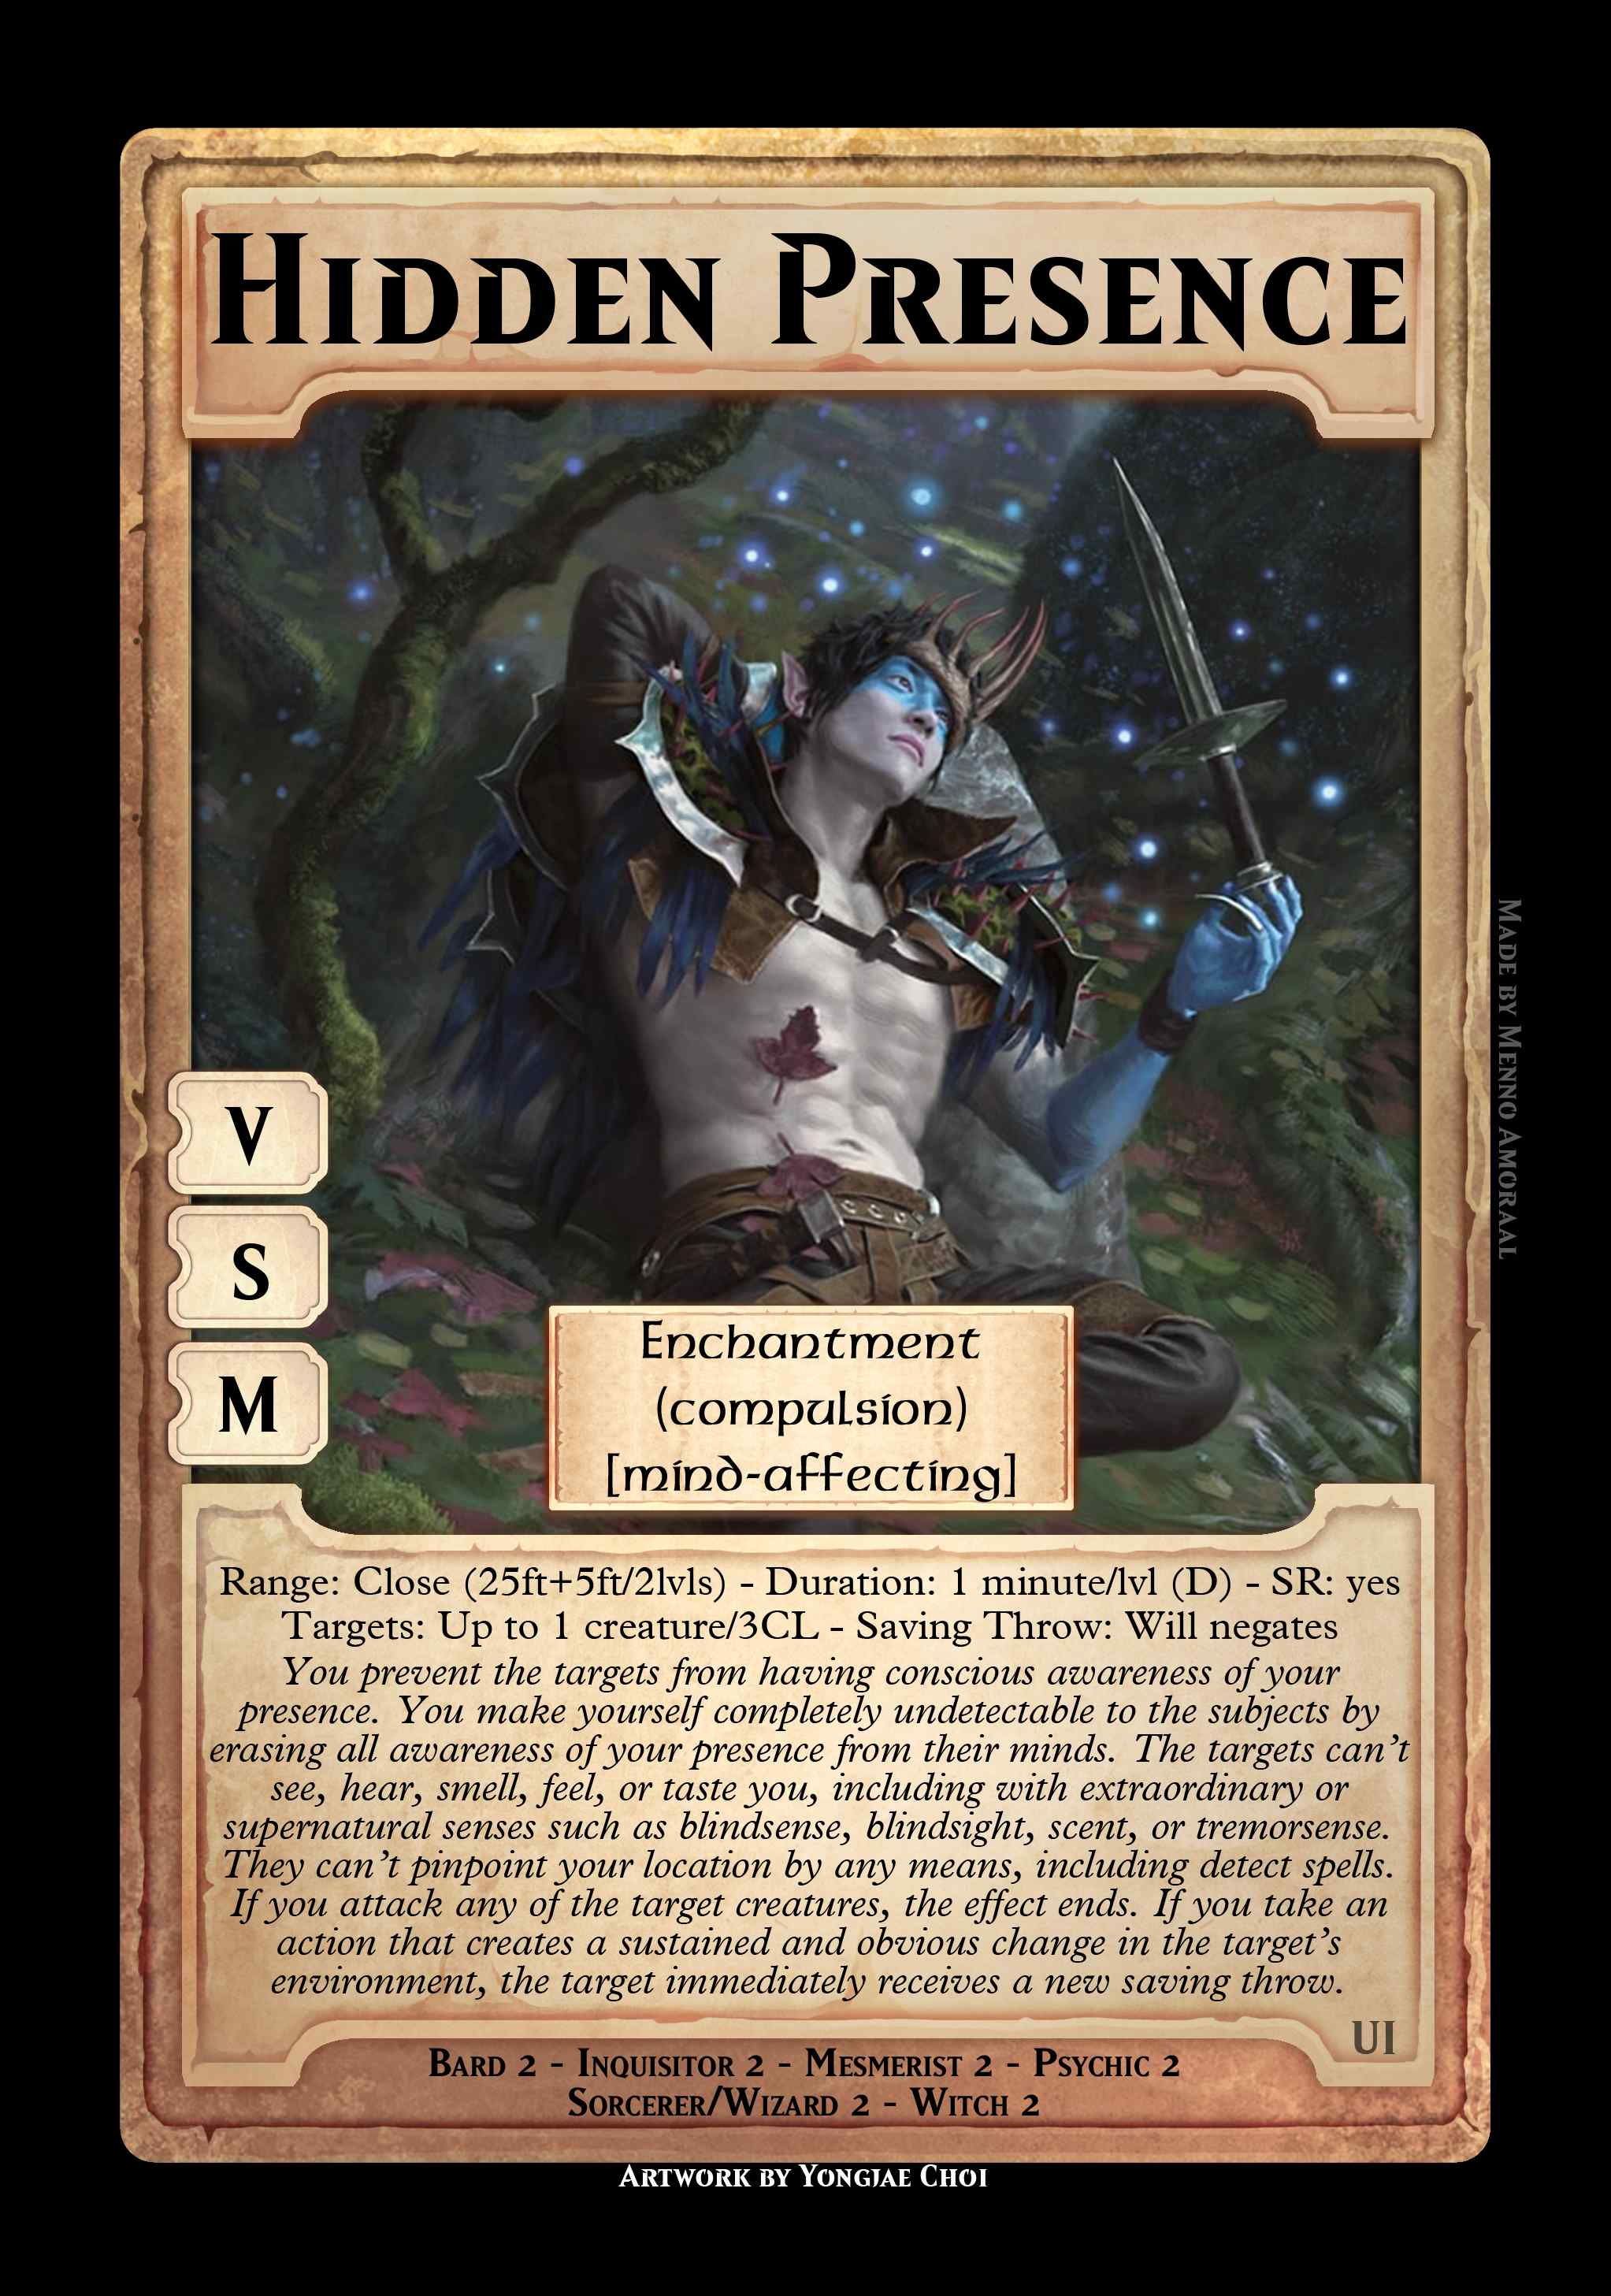 Hidden Presence
V
S
M
Enchantment
(compulsion)
[mind-affecting]
Range: Close (25ft+5ft/2lvls) - Duration: 1 minute/lvl (D) - SR: yes
Targets: Up to 1 creature/3CL - Saving Throw: Will negates
You prevent the targets from having conscious awareness of your
presence. You make yourself completely undetectable to the subjects by
erasing all awareness of your presence from their minds. The targets can't
see, hear, smell, feel, or taste you, including with extraordinary or
supernatural senses such as blindsense, blindsight, scent, or tremorsense.
They can't pinpoint your location by any means, including detect spells.
If you attack any of the target creatures, the effect ends. If you take an
action that creates a sustained and obvious change in the target's
environment, the target immediately receives a new saving throw.
UI
Bard 2 - Inquisitor 2 - Mesmerist 2 - Psychic 2
Sorcerer/Wizard 2 - Witch 2
Artwork by Yongjae Choi
Made by Menno Amoraal